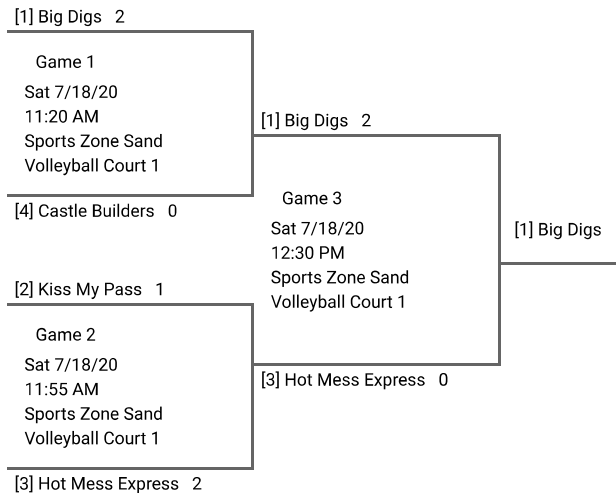 [1] Big Digs 2
Game 1
Sat 7/18/20
11:20 AM
Sports Zone Sand
Volleyball Court 1
[4] Castle Builders 0
[2] Kiss My Pass 1
Game 2
Sat 7/18/20
11:55 AM
Sports Zone Sand
Volleyball Court 1
[3] Hot Mess Express 2
[1] Big Digs 2
Game 3
Sat 7/18/20
12:30 PM
Sports Zone Sand
Volleyball Court 1
[3] Hot Mess Express 0
[1] Big Digs